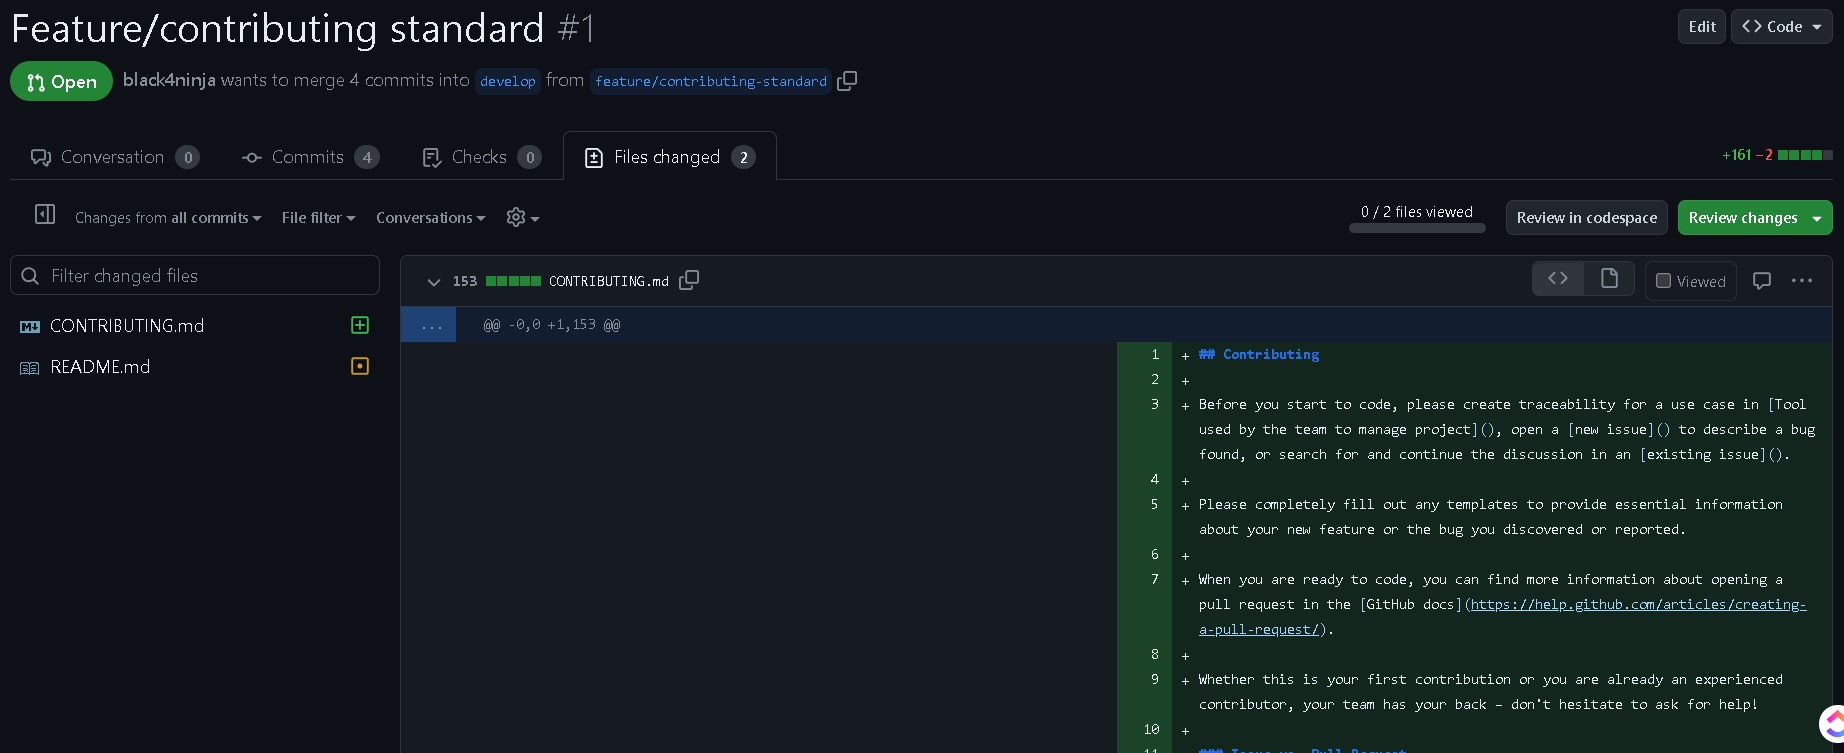 Feature/contributing standard #1
Edit
<> Code
Open
black4ninja wants to merge 4 commits into develop from feature/contributing-standard
Conversation 0
Commits 4
Checks 0
Files changed 2
+161 −2
Changes from all commits
File filter
Conversations
0 / 2 files viewed
Review in codespace
Review changes
Filter changed files
CONTRIBUTING.md
README.md
153 CONTRIBUTING.md
<>
Viewed
...
@@ -0,0 +1,153 @@
1 + ## Contributing
2 +
3 + Before you start to code, please create traceability for a use case in [Tool
used by the team to manage project](), open a [new issue]() to describe a bug
found, or search for and continue the discussion in an [existing issue]().
4 +
5 + Please completely fill out any templates to provide essential information
about your new feature or the bug you discovered or reported.
6 +
7 + When you are ready to code, you can find more information about opening a
pull request in the [GitHub docs](https://help.github.com/articles/creating-
a-pull-request/).
8 +
9 + Whether this is your first contribution or you are already an experienced
contributor, your team has your back – don't hesitate to ask for help!
10 +
11 ### Issue vs. Pull Request